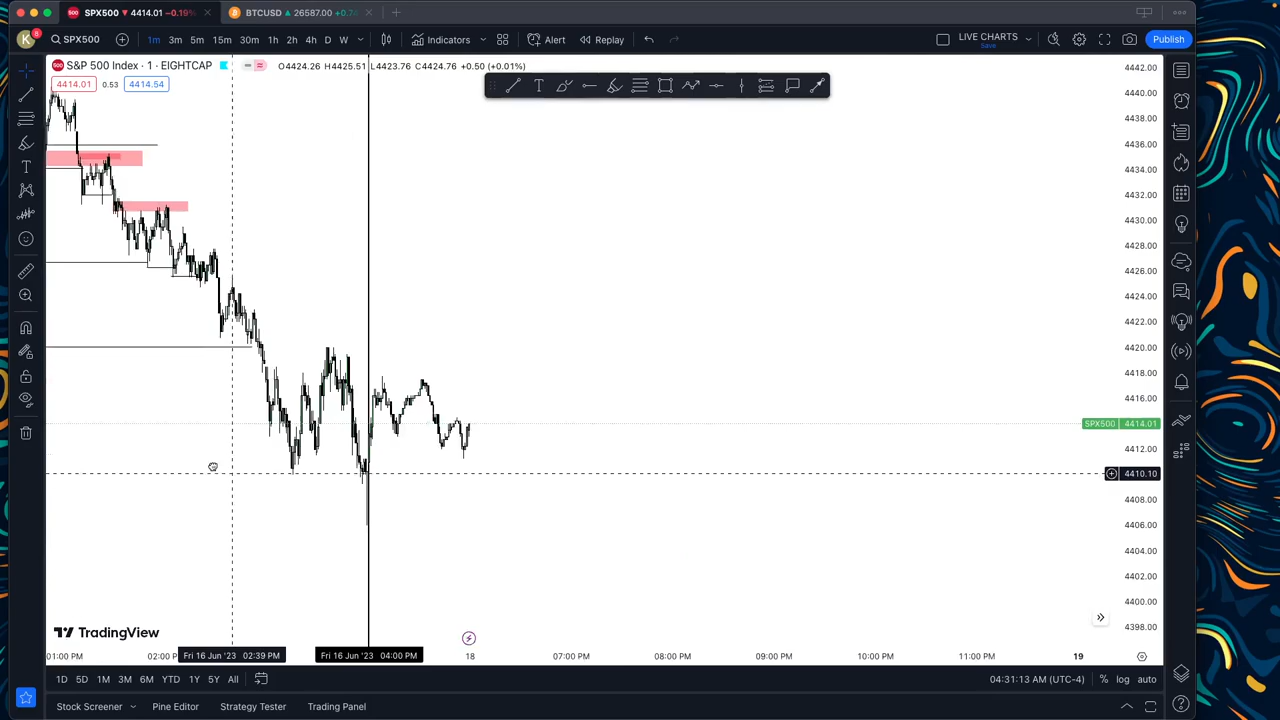 SPX500 ▼ 4414.01 −0.19% ×
BTCUSD ▲ 26587.00 +0.7 ×
K 8 SPX500 1m 3m 5m 15m 30m 1h 2h 4h D W Indicators Alert Replay LIVE CHARTS Save Publish
500 S&P 500 Index · 1 · EIGHTCAP O4424.26 H4425.51 L4423.76 C4424.76 +0.50 (+0.01%)
4414.01 0.53 4414.54
4442.00
4440.00
4438.00
4436.00
4434.00
4432.00
4430.00
4428.00
4426.00
4424.00
4422.00
4420.00
4418.00
4416.00
SPX500 4414.01
4412.00
4410.10
4408.00
4406.00
4404.00
4402.00
4400.00
4398.00
TradingView
01:00 PM 02:00 P Fri 16 Jun '23 02:39 PM Fri 16 Jun '23 04:00 PM 18 07:00 PM 08:00 PM 09:00 PM 10:00 PM 11:00 PM 19
1D 5D 1M 3M 6M YTD 1Y 5Y All 04:31:13 AM (UTC-4) % log auto
Stock Screener Pine Editor Strategy Tester Trading Panel